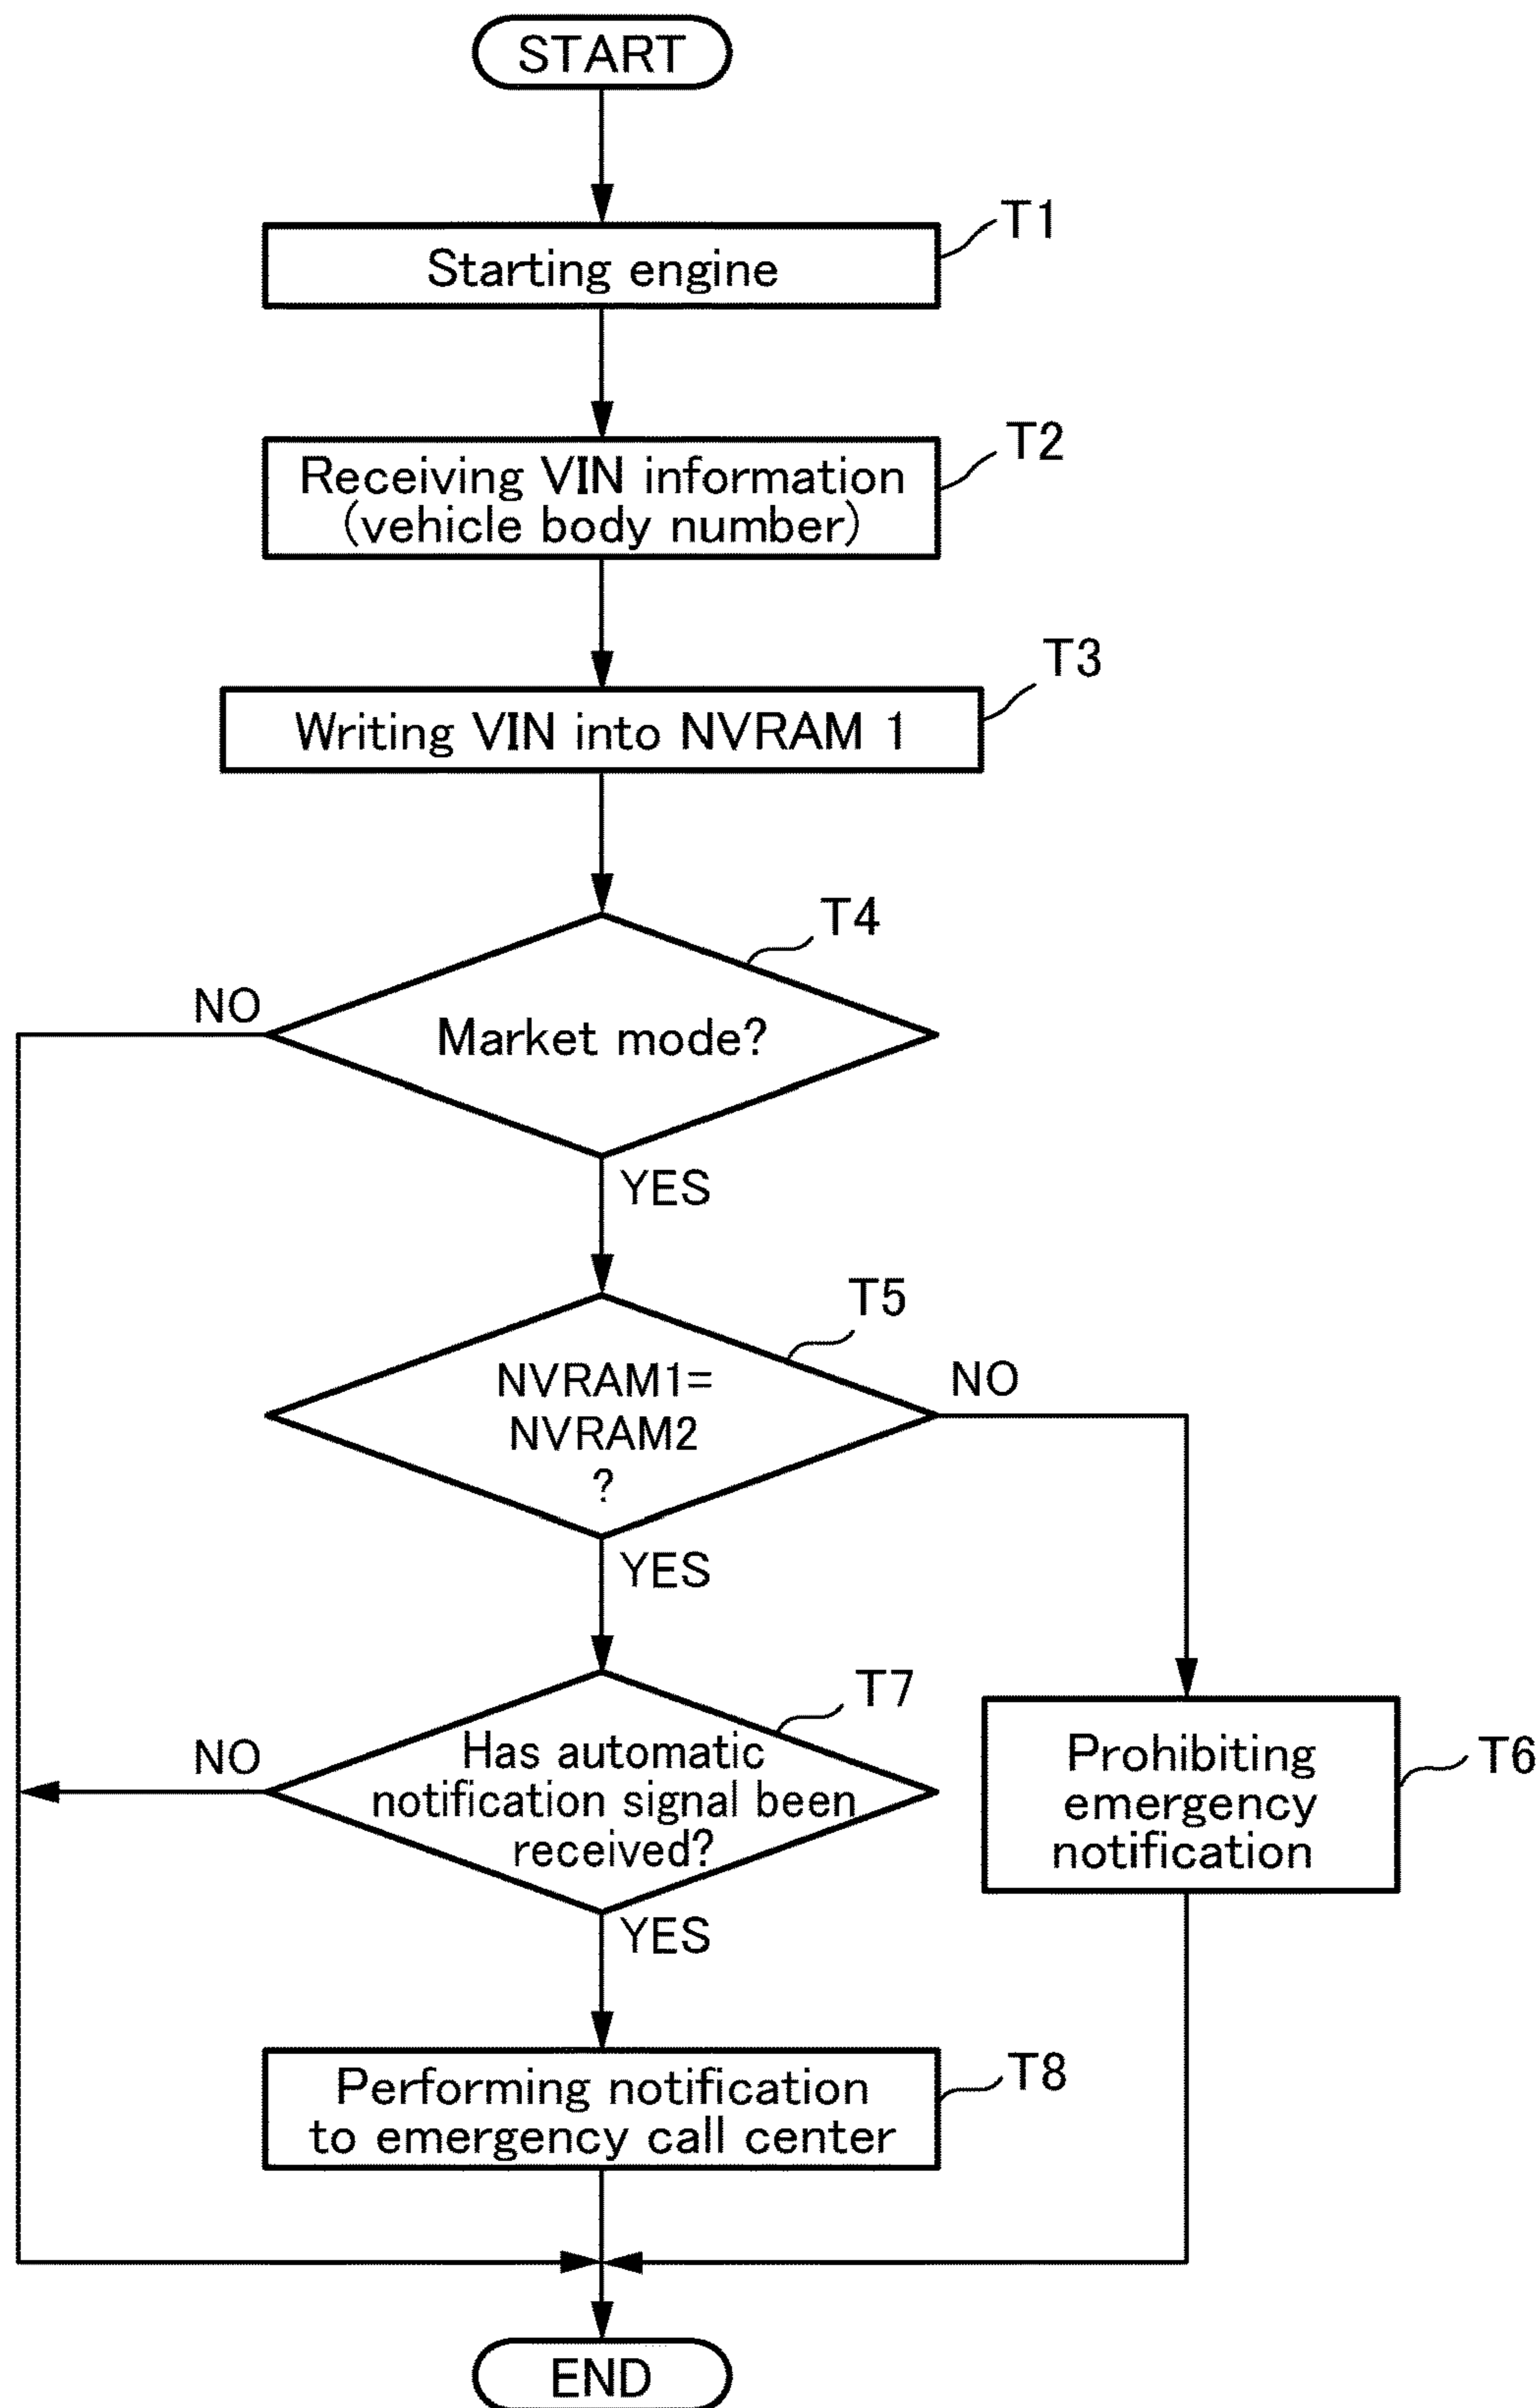 START
T1
Starting engine
T2
Receiving VIN information
(vehicle body number)
T3
Writing VIN into NVRAM 1
T4
NO
Market mode?
YES
T5
NVRAM1=
NVRAM2
?
NO
YES
T7
NO
Has automatic
notification signal been
received?
T6
Prohibiting
emergency
notification
YES
T8
Performing notification
to emergency call center
END